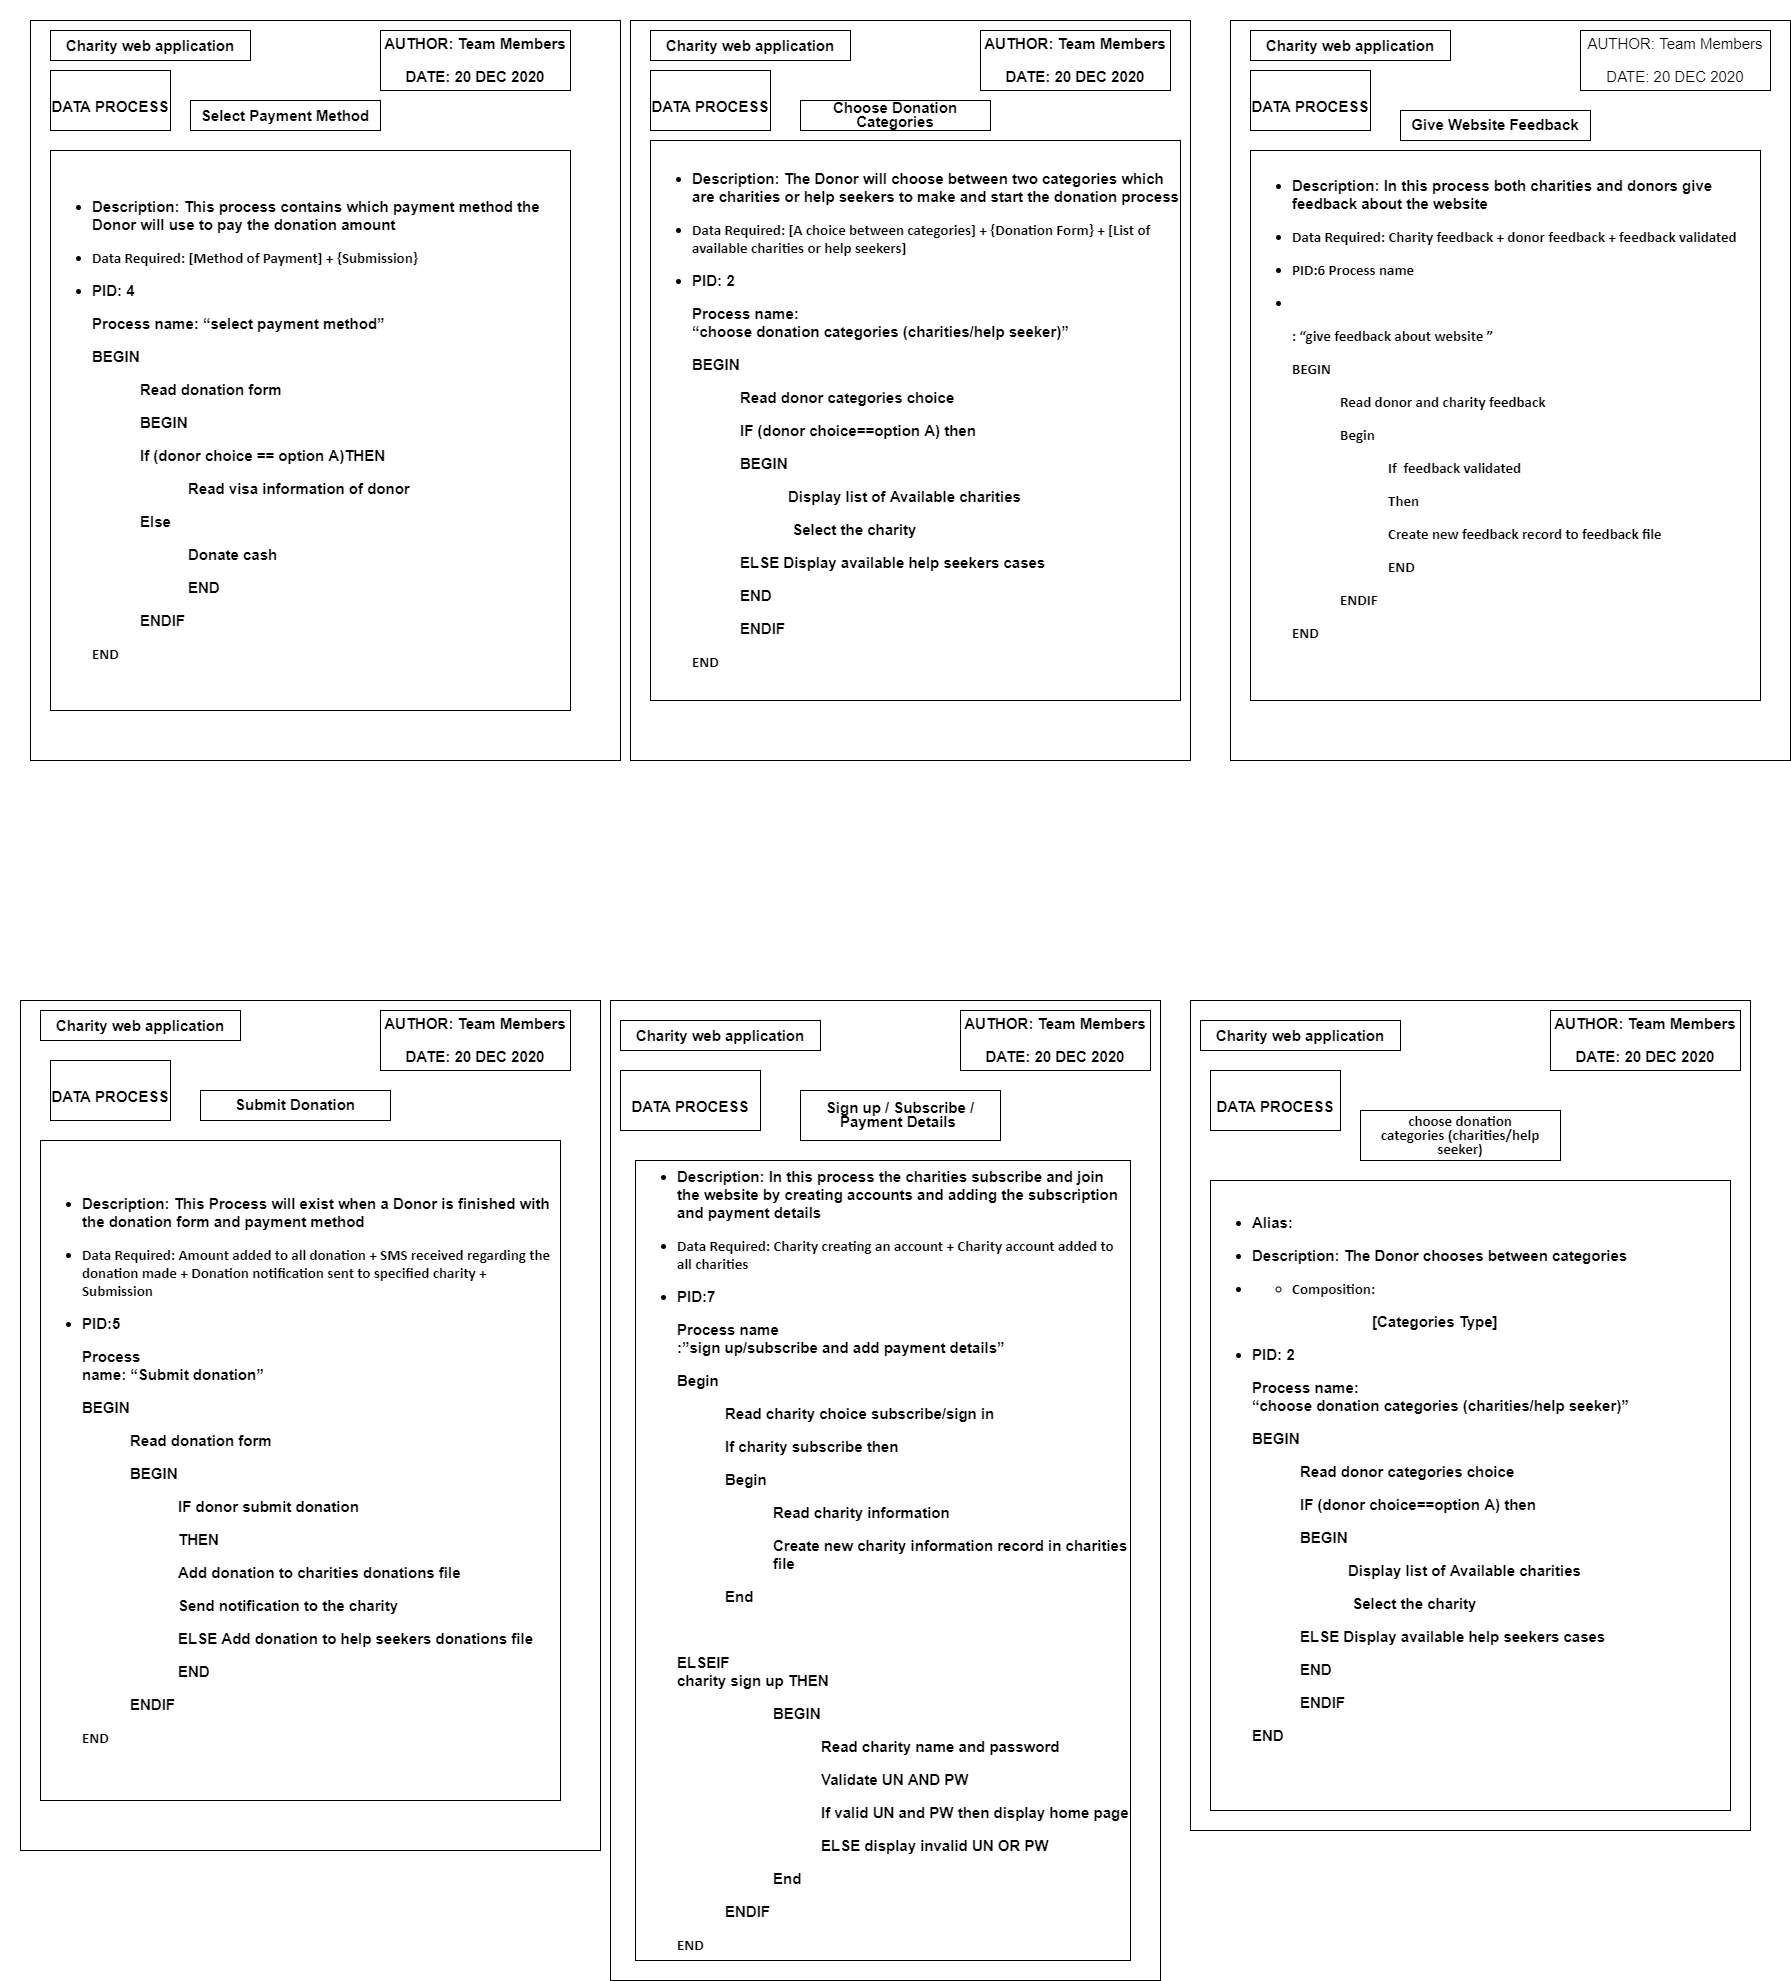 Charity web application
AUTHOR: Team Members
DATE: 20 DEC 2020
DATA PROCESS
Select Payment Method
Description: This process contains which payment method the
Donor will use to pay the donation amount
Data Required: [Method of Payment] + {Submission}
PID: 4
Process name: “select payment method”
BEGIN
Read donation form
BEGIN
If (donor choice == option A)THEN
Read visa information of donor
Else
Donate cash
END
ENDIF
END
Charity web application
AUTHOR: Team Members
DATE: 20 DEC 2020
DATA PROCESS
Choose Donation
Categories
Description: The Donor will choose between two categories which
are charities or help seekers to make and start the donation process
Data Required: [A choice between categories] + {Donation Form} + [List of
available charities or help seekers]
PID: 2
Process name:
“choose donation categories (charities/help seeker)”
BEGIN
Read donor categories choice
IF (donor choice==option A) then
BEGIN
Display list of Available charities
Select the charity
ELSE Display available help seekers cases
END
ENDIF
END
Charity web application
AUTHOR: Team Members
DATE: 20 DEC 2020
DATA PROCESS
Give Website Feedback
Description: In this process both charities and donors give
feedback about the website
Data Required: Charity feedback + donor feedback + feedback validated
PID:6 Process name
: “give feedback about website ”
BEGIN
Read donor and charity feedback
Begin
If  feedback validated
Then
Create new feedback record to feedback file
END
ENDIF
END
Charity web application
AUTHOR: Team Members
DATE: 20 DEC 2020
DATA PROCESS
Submit Donation
Description: This Process will exist when a Donor is finished with
the donation form and payment method
Data Required: Amount added to all donation + SMS received regarding the
donation made + Donation notification sent to specified charity +
Submission
PID:5
Process
name: “Submit donation”
BEGIN
Read donation form
BEGIN
IF donor submit donation
THEN
Add donation to charities donations file
Send notification to the charity
ELSE Add donation to help seekers donations file
END
ENDIF
END
Charity web application
AUTHOR: Team Members
DATE: 20 DEC 2020
DATA PROCESS
Sign up / Subscribe /
Payment Details
Description: In this process the charities subscribe and join
the website by creating accounts and adding the subscription
and payment details
Data Required: Charity creating an account + Charity account added to
all charities
PID:7
Process name
:”sign up/subscribe and add payment details”
Begin
Read charity choice subscribe/sign in
If charity subscribe then
Begin
Read charity information
Create new charity information record in charities
file
End
ELSEIF
charity sign up THEN
BEGIN
Read charity name and password
Validate UN AND PW
If valid UN and PW then display home page
ELSE display invalid UN OR PW
End
ENDIF
END
Charity web application
AUTHOR: Team Members
DATE: 20 DEC 2020
DATA PROCESS
choose donation
categories (charities/help
seeker)
Alias:
Description: The Donor chooses between categories
Composition:
[Categories Type]
PID: 2
Process name:
“choose donation categories (charities/help seeker)”
BEGIN
Read donor categories choice
IF (donor choice==option A) then
BEGIN
Display list of Available charities
Select the charity
ELSE Display available help seekers cases
END
ENDIF
END